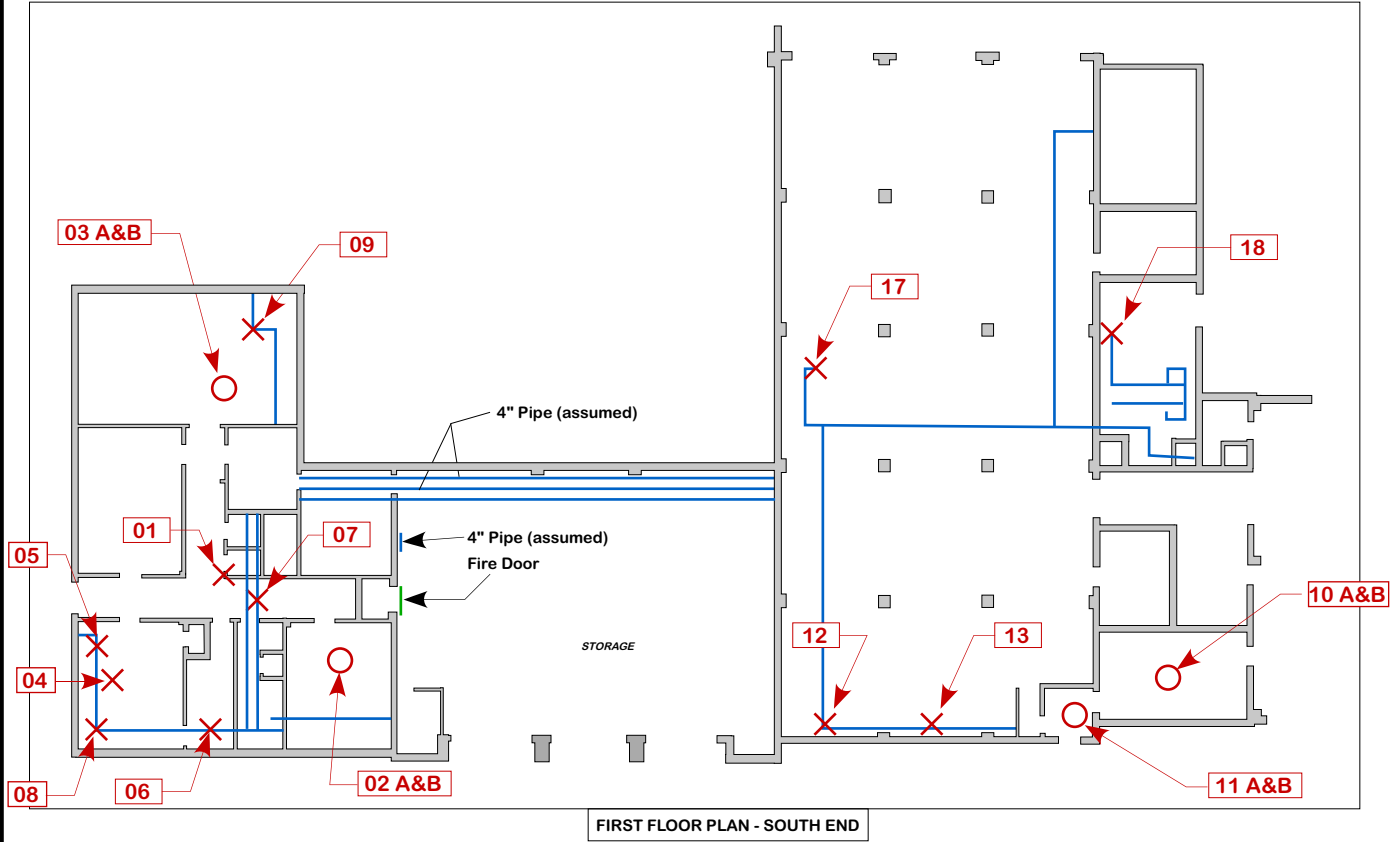 03 A&B
09
18
17
4" Pipe (assumed)
01
07
4" Pipe (assumed)
05
Fire Door
10 A&B
12
13
STORAGE
04
02 A&B
11 A&B
08
06
FIRST FLOOR PLAN - SOUTH END